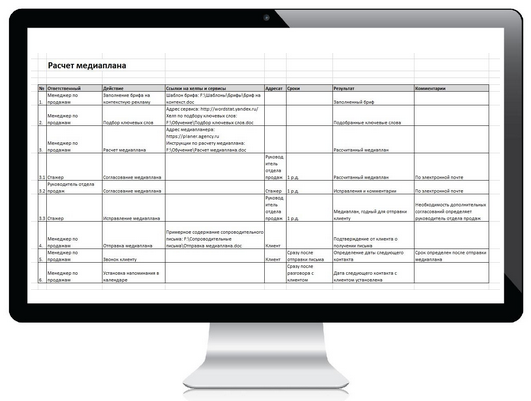 Расчет медиаплана
№ Ответственный Действие Ссылки на хелпы и сервисы Адресат Сроки Результат Комментарии
1. Менеджер по продажам Заполнение брифа на контекстную рекламу Шаблон брифа: F:\Шаблоны\Брифы\Бриф на контекст.doc Заполненный бриф
2. Менеджер по продажам Подбор ключевых слов Адрес сервиса: http://wordstat.yandex.ru/ Хелп по подбору ключевых слов: F:\Обучение\Подбор ключевых слов.doc Подобранные ключевые слова
3. Менеджер по продажам Расчет медиаплана Адрес медиапланера: https://planer.agency.ru Инструкции по расчету медиаплана: F:\Обучение\Расчет медиаплана.doc Рассчитанный медиаплан
3.1 Стажер Согласование медиаплана Руководитель отдела продаж 1 р.д. Рассчитанный медиаплан По электронной почте
3.2 Руководитель отдела продаж Согласование медиаплана Стажер 1 р.д. Исправления и комментарии По электронной почте
3.3 Стажер Исправление медиаплана Руководитель отдела продаж 1 р.д. Медиаплан, годный для отправки клиенту Необходимость дополнительных согласований определяет руководитель отдела продаж
4. Менеджер по продажам Отправка медиаплана Примерное содержание сопроводительного письма: F:\Сопроводительные письма\Отправка медиаплана.doc Клиент Подтверждение от клиента о получении письма
5. Менеджер по продажам Звонок клиенту Клиент Сразу после отправки письма Определение даты следующего контакта Срок определен после отправки медиаплана
6. Менеджер по продажам Установка напоминания в календаре Сразу после разговора с клиентом Дата следующего контакта с клиентом установлена